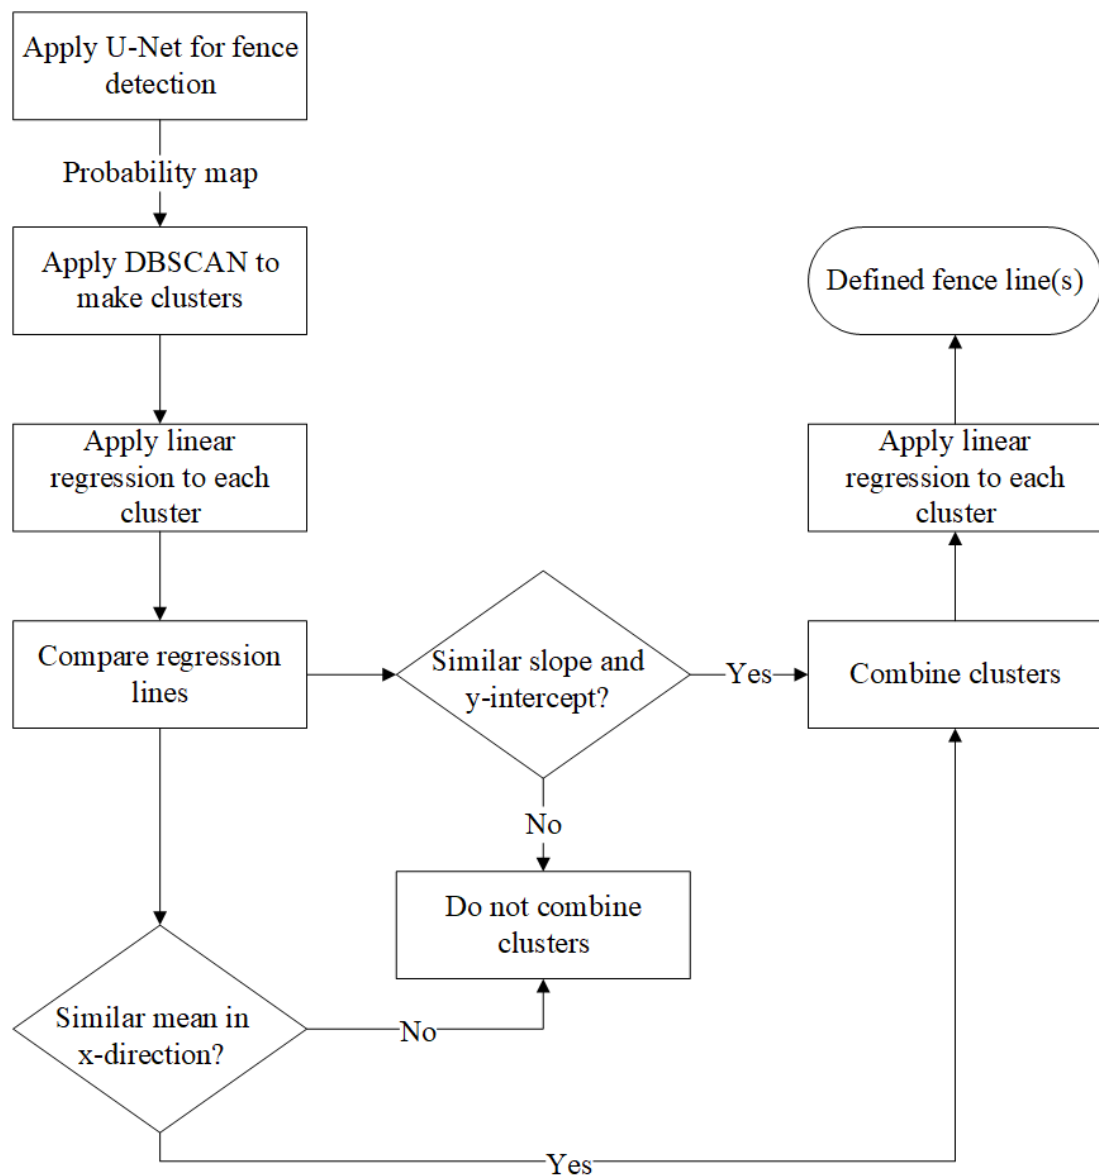 Apply U-Net for fence
detection
Probability map
Apply DBSCAN to
make clusters
Defined fence line(s)
Apply linear
regression to each
cluster
Apply linear
regression to each
cluster
Compare regression
lines
Similar slope and
y-intercept?
Yes
Combine clusters
No
Do not combine
clusters
Similar mean in
x-direction?
No
Yes